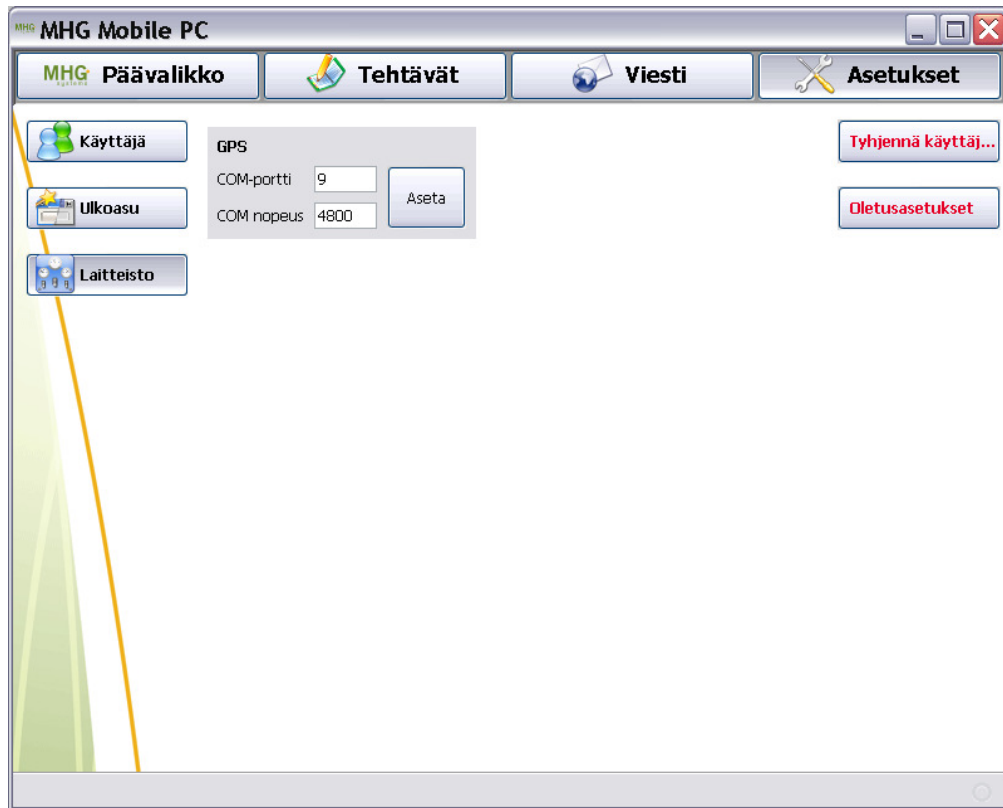 MHG MHG Mobile PC
MHG systems Päävalikko
Tehtävät
Viesti
Asetukset
Käyttäjä
Ulkoasu
Laitteisto
GPS
COM-portti 9
COM nopeus 4800
Aseta
Tyhjennä käyttäj...
Oletusasetukset